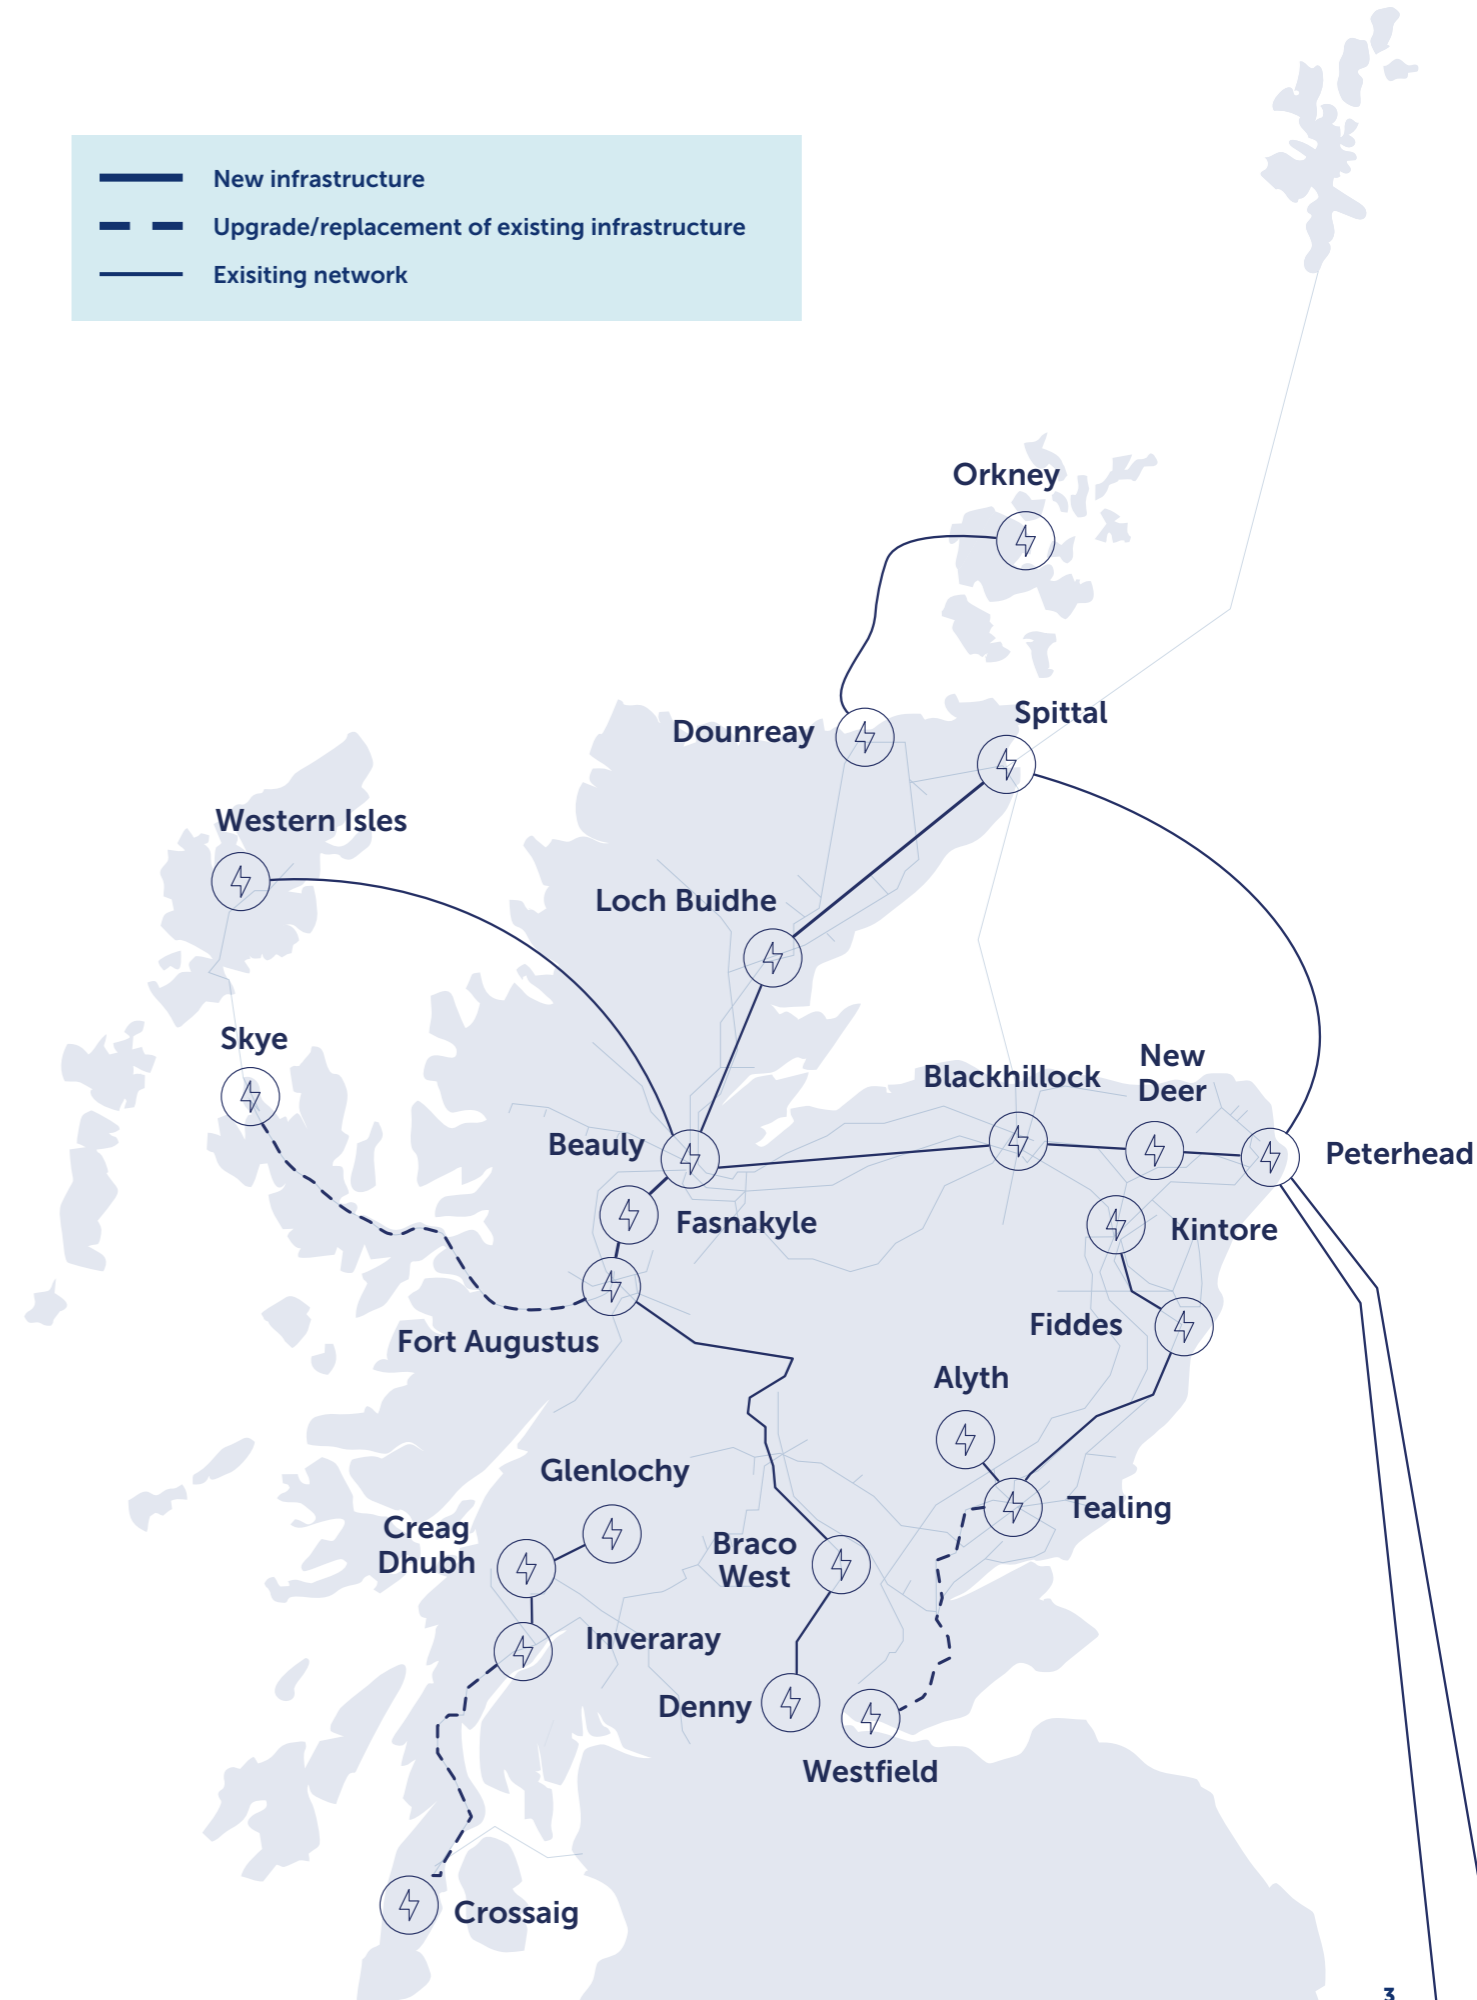 New infrastructure
Upgrade/replacement of existing infrastructure
Exisiting network
Orkney
Spittal
Dounreay
Western Isles
Loch Buidhe
Skye
New
Deer
Blackhillock
Beauly
Peterhead
Fasnakyle
Kintore
Fiddes
Fort Augustus
Alyth
Glenlochy
Tealing
Creag
Dhubh
Braco
West
Inveraray
Denny
Westfield
Crossaig
3